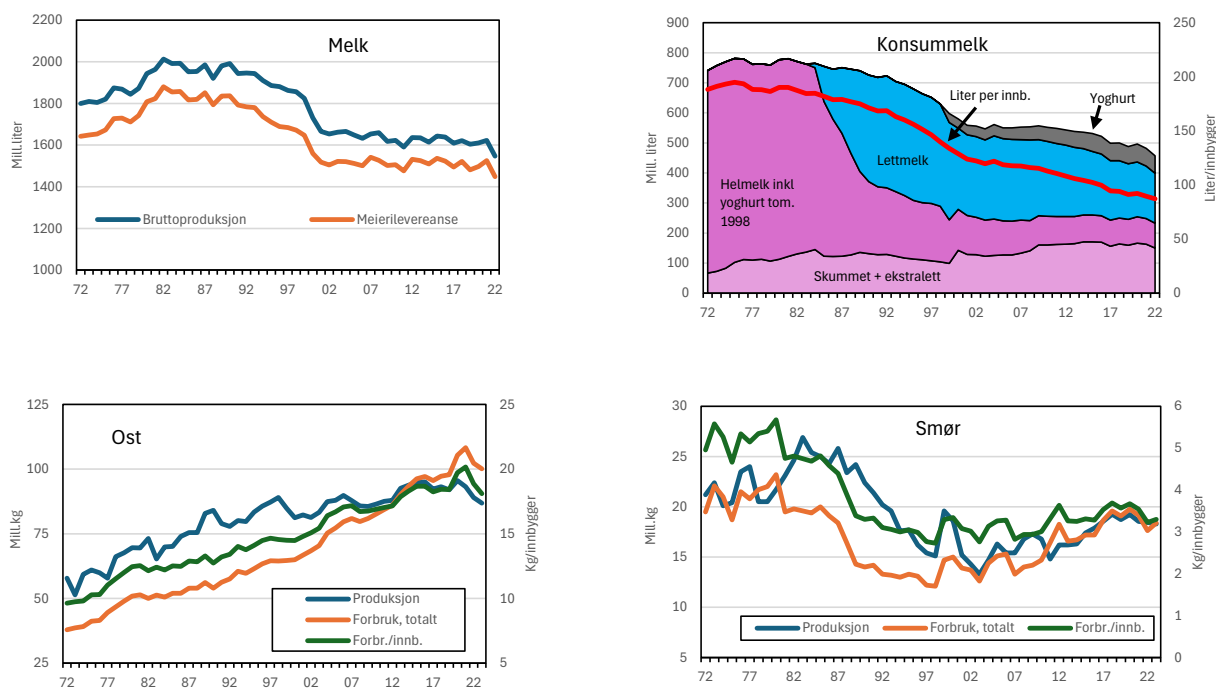 Melk
Mill.liter
2200
2000
1800
1600
1400
1200
1000
Bruttoproduksjon
Meierilevereanse
72 77 82 87 92 97 02 07 12 17 22
Konsummelk
Mill. liter
900
800
700
600
500
400
300
200
100
0
250
200
150
100
50
0
Liter/innbygger
Liter per innb.
Yoghurt
Lettmelk
Helmelk inkl
yoghurt tom.
1998
Skummet + ekstralett
72 77 82 87 92 97 02 07 12 17 22
Ost
Mill.kg
125
100
75
50
25
25
20
15
10
5
Kg/innbygger
Produksjon
Forbruk, totalt
Forbr./innb.
72 77 82 87 92 97 02 07 12 17 22
Smør
Mill.kg
30
25
20
15
10
5
6
5
4
3
2
1
0
Kg/innbygger
Produksjon
Forbruk, totalt
Forbr./innb.
72 77 82 87 92 97 02 07 12 17 22